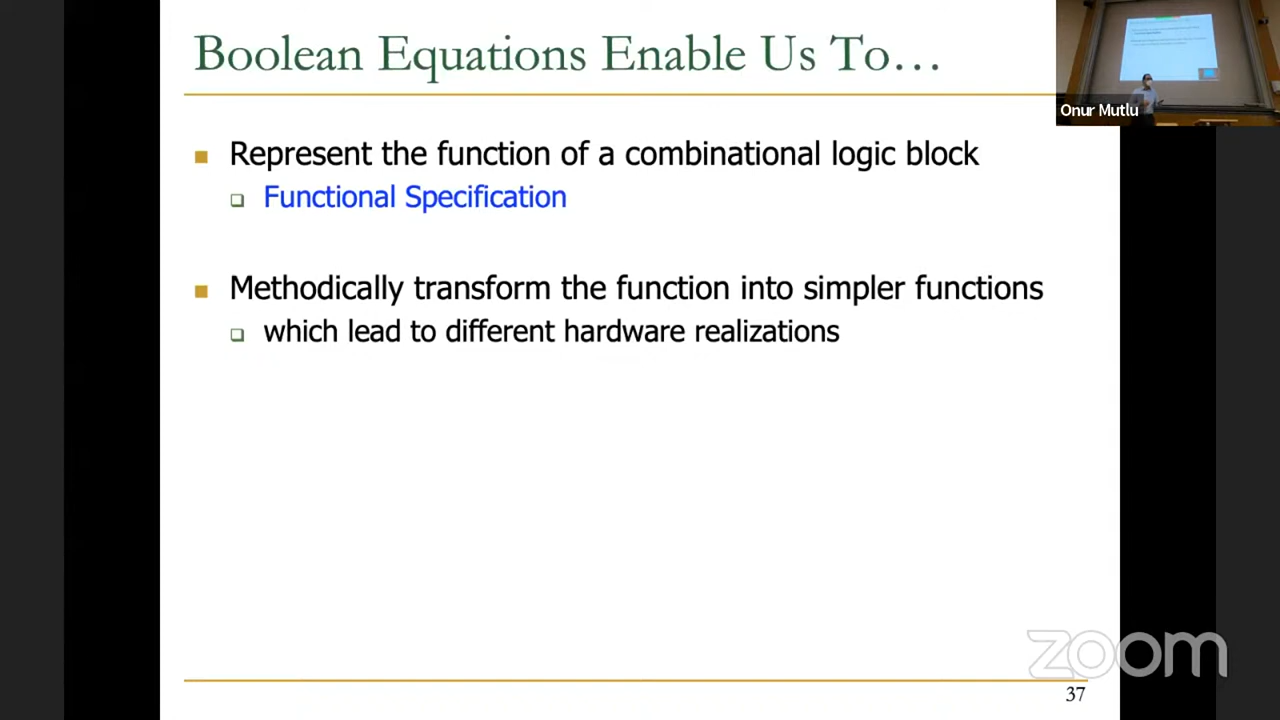 Boolean Equations Enable Us To…
Onur Mutlu
Represent the function of a combinational logic block
Functional Specification
Methodically transform the function into simpler functions
which lead to different hardware realizations
zoom
37